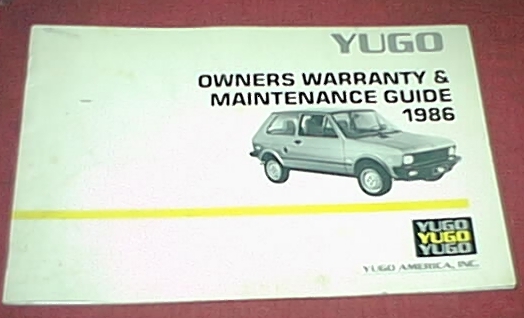 YUGO
OWNERS WARRANTY &
MAINTENANCE GUIDE
1986
YUGO
YUGO
YUGO
YUGO AMERICA, INC.